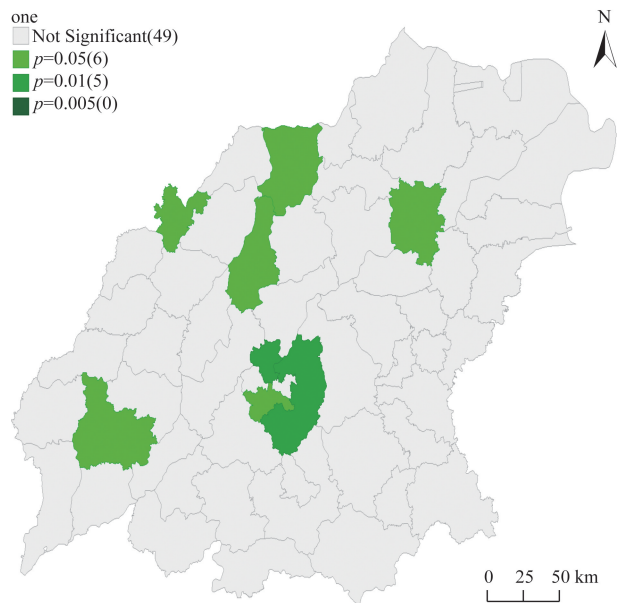 one
Not Significant(49)
p=0.05(6)
p=0.01(5)
p=0.005(0)
N
0 25 50 km